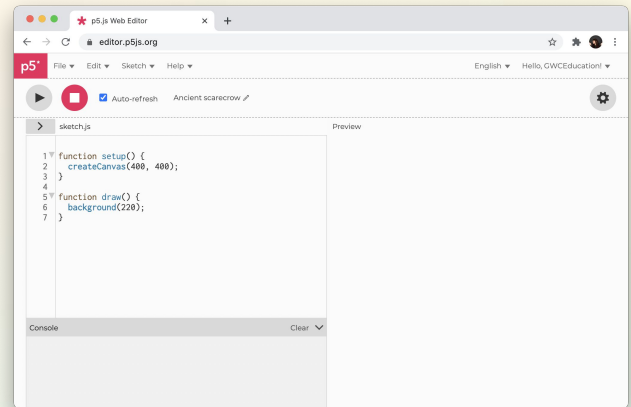 p5.js Web Editor
editor.p5js.org
p5* File Edit Sketch Help English Hello, GWCEducation!
Auto-refresh Ancient scarecrow
sketch.js Preview
1 function setup() {
2 createCanvas(400, 400);
3 }
4
5 function draw() {
6 background(220);
7 }
Console Clear